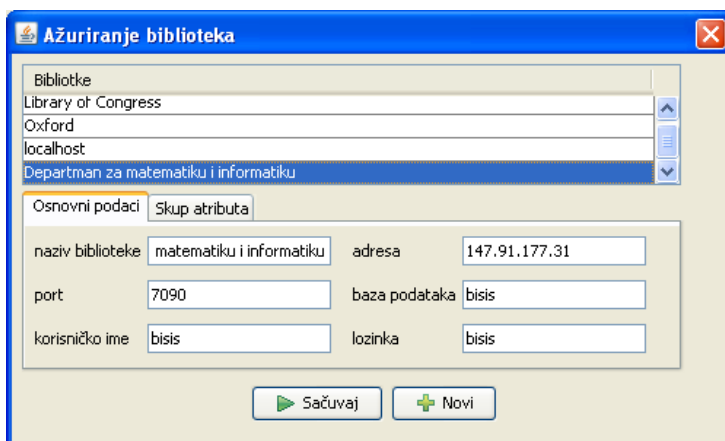 Ažuriranje biblioteka
Bibliotke
Library of Congress
Oxford
localhost
Departman za matematiku i informatiku
Osnovni podaci Skup atributa
naziv biblioteke matematiku i informatiku adresa 147.91.177.31
port 7090 baza podataka bisis
korisničko ime bisis lozinka bisis
Sačuvaj Novi